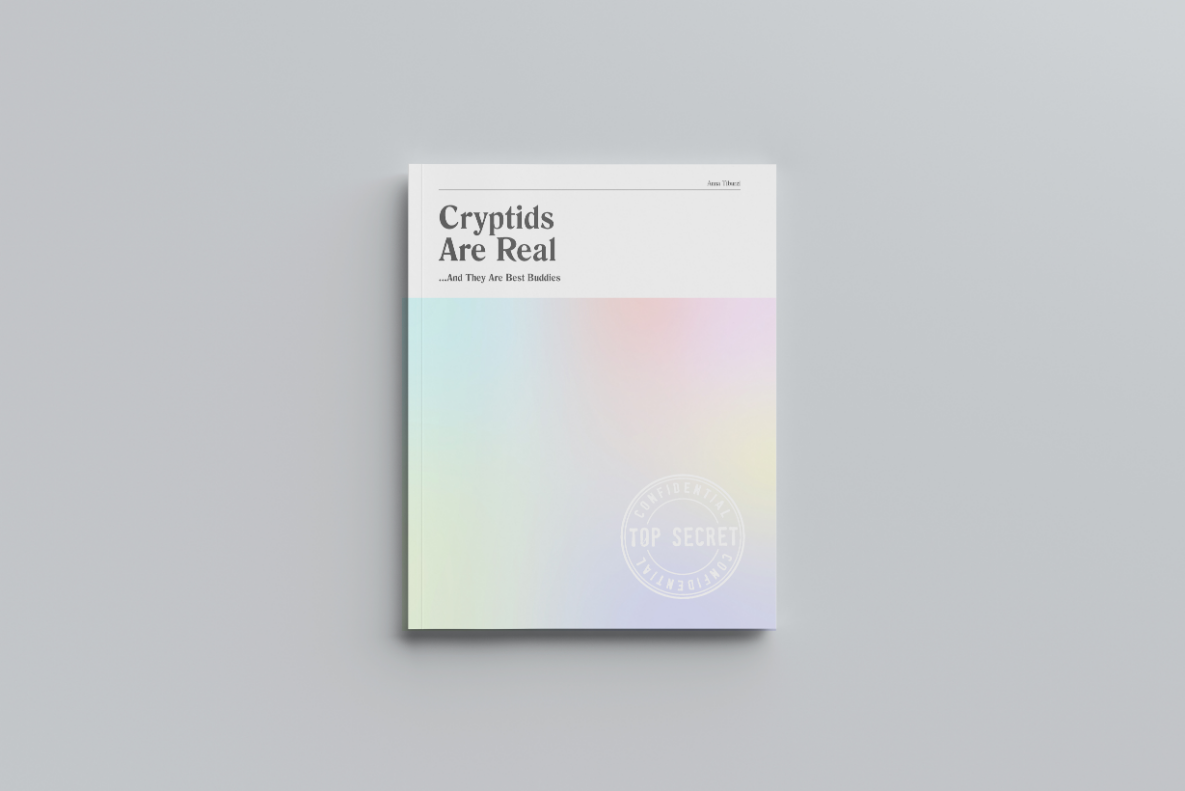 Cryptids
Are Real
...And They Are Best Buddies
CONFIDENTIAL
TOP SECRET
CONFIDENTIAL